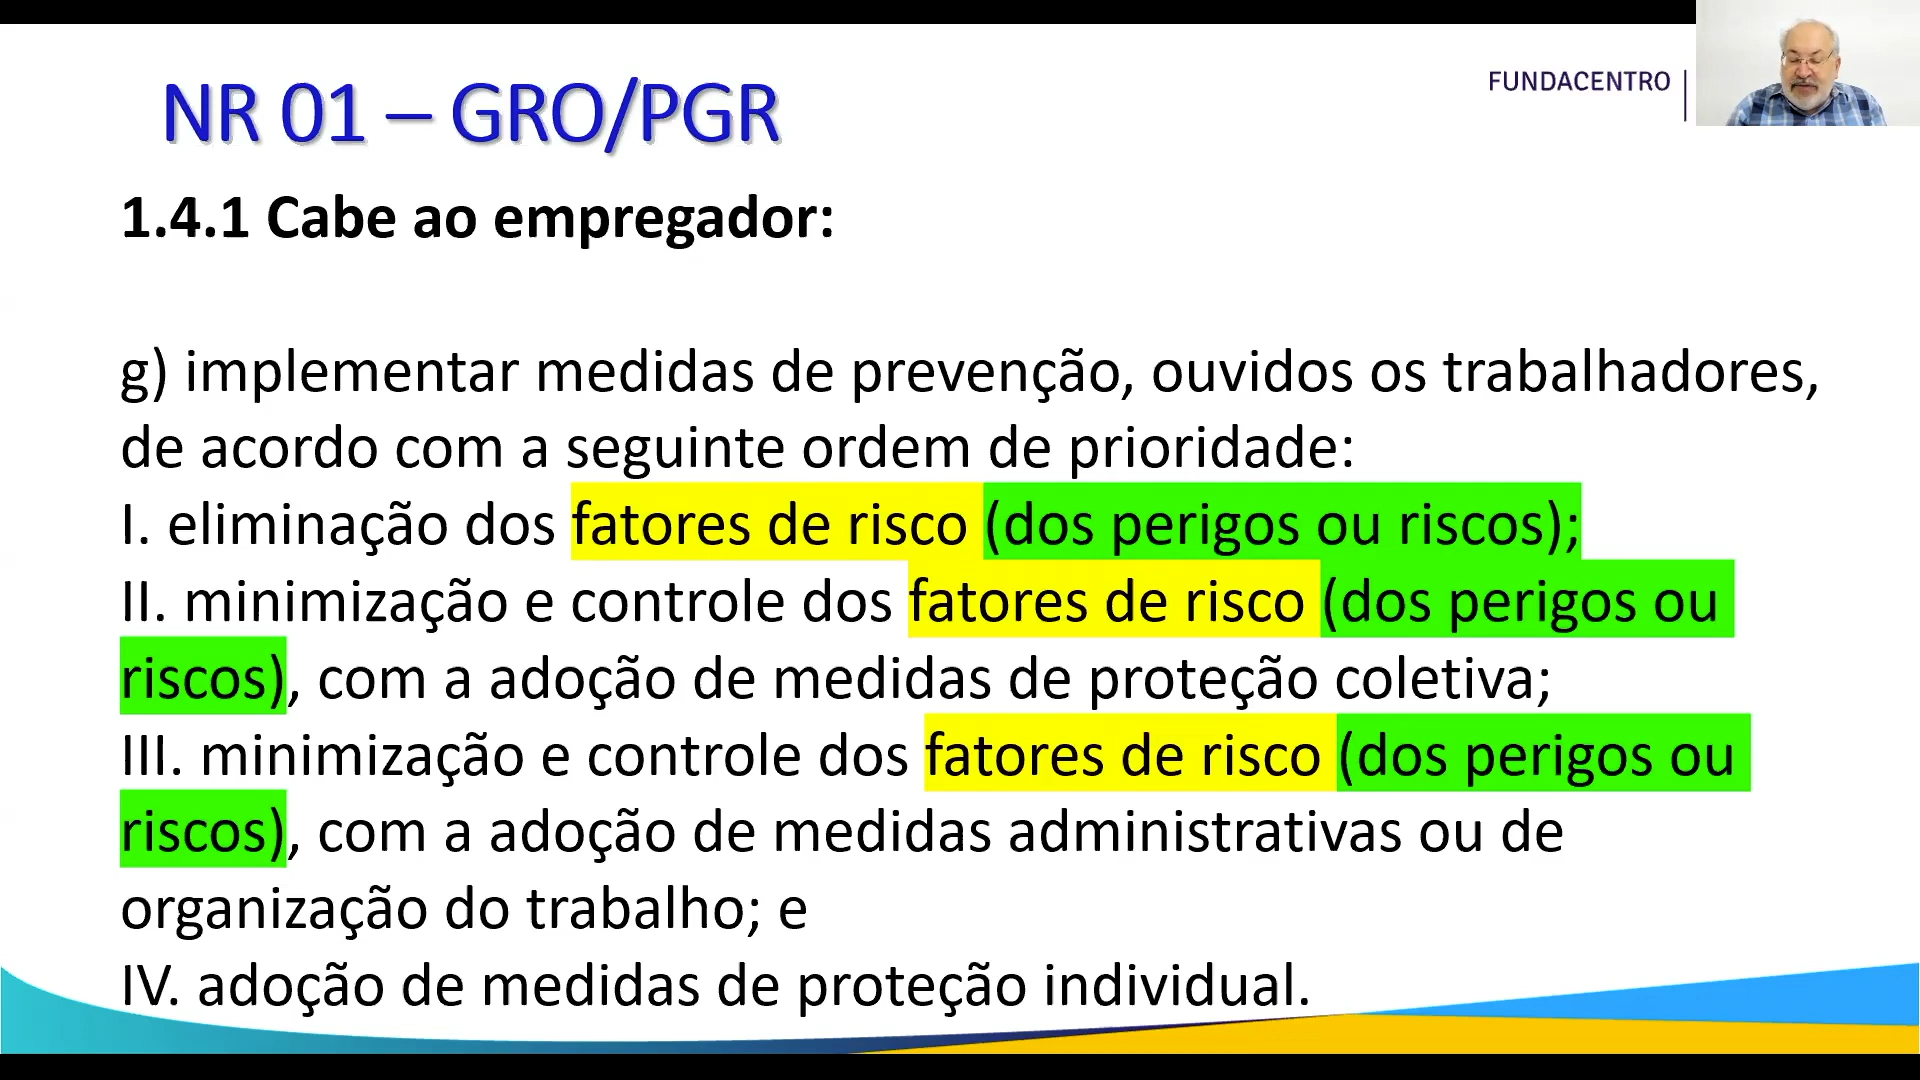 NR 01 – GRO/PGR
FUNDACENTRO
1.4.1 Cabe ao empregador:
g) implementar medidas de prevenção, ouvidos os trabalhadores,
de acordo com a seguinte ordem de prioridade:
I. eliminação dos fatores de risco (dos perigos ou riscos);
II. minimização e controle dos fatores de risco (dos perigos ou
riscos), com a adoção de medidas de proteção coletiva;
III. minimização e controle dos fatores de risco (dos perigos ou
riscos), com a adoção de medidas administrativas ou de
organização do trabalho; e
IV. adoção de medidas de proteção individual.